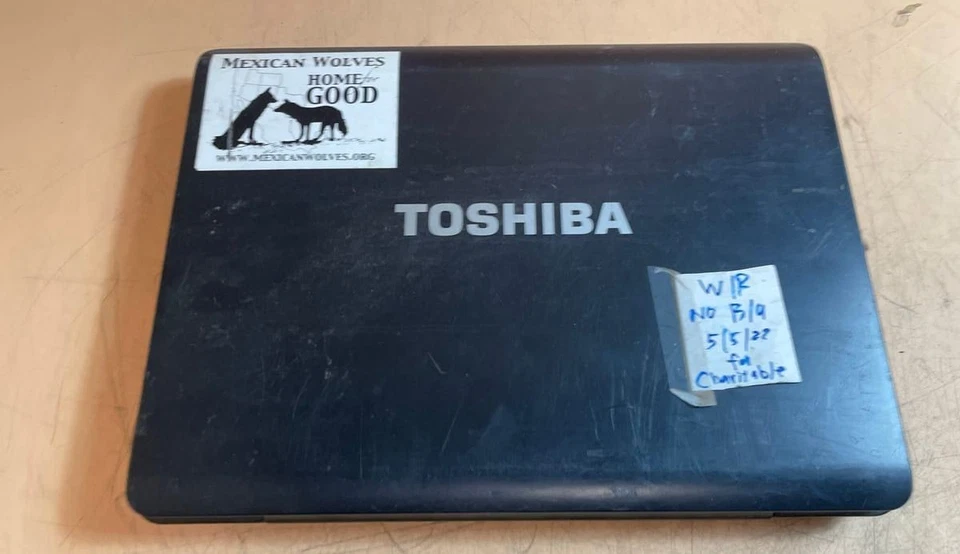 MEXICAN WOLVES
HOME for
GOOD
WWW.MEXICANWOLVES.ORG
TOSHIBA
W/R
NO B/a
5/5/22
for
Charitable